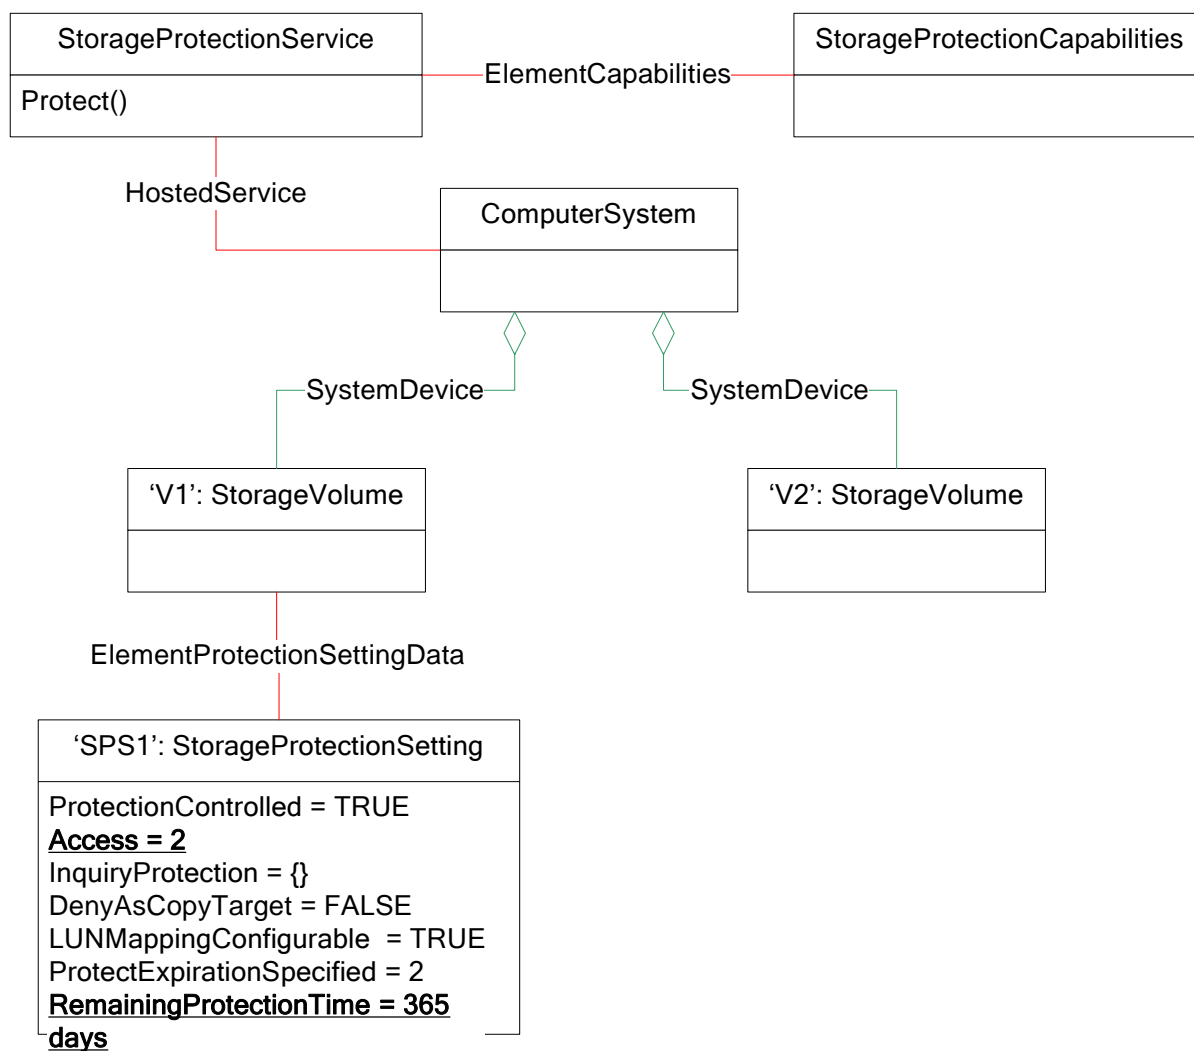 StorageProtectionService
StorageProtectionCapabilities
ElementCapabilities
Protect()
HostedService
ComputerSystem
SystemDevice
SystemDevice
‘V1’: StorageVolume
‘V2’: StorageVolume
ElementProtectionSettingData
‘SPS1’: StorageProtectionSetting
ProtectionControlled = TRUE
Access = 2
InquiryProtection = {}
DenyAsCopyTarget = FALSE
LUNMappingConfigurable  = TRUE
ProtectExpirationSpecified = 2
RemainingProtectionTime = 365
days